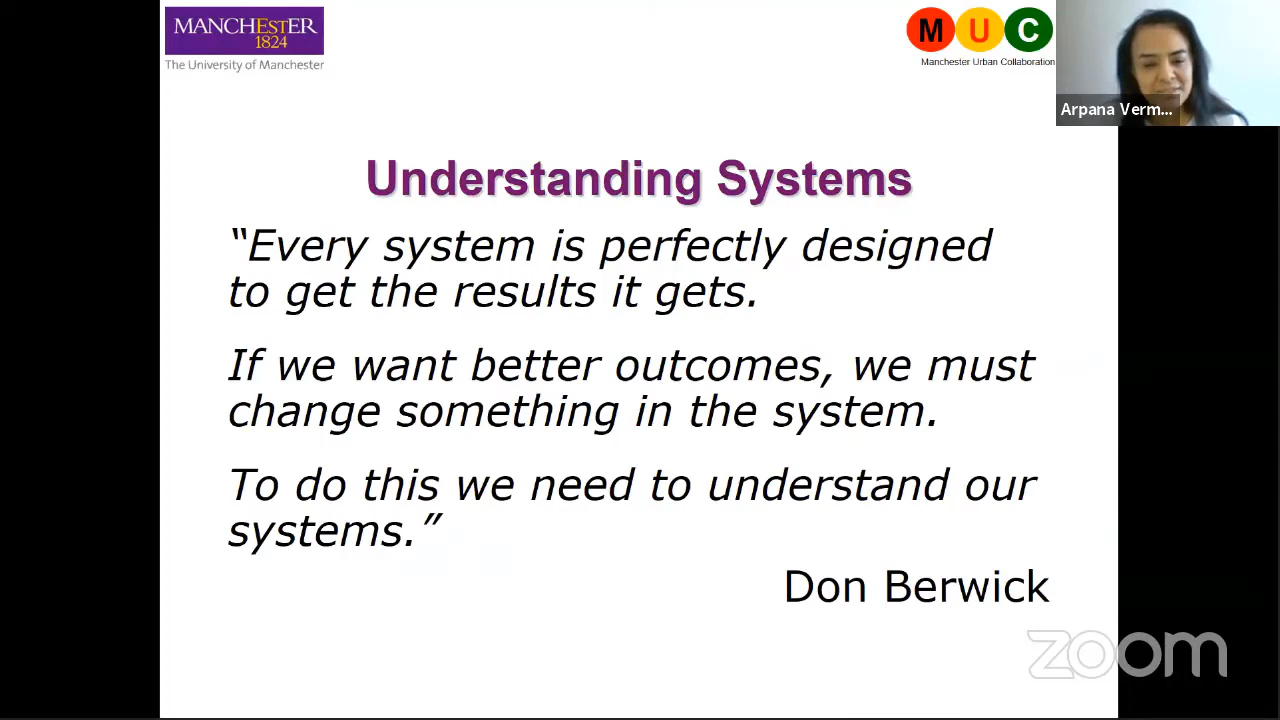 MANCHESTER
1824
The University of Manchester
M U C
Manchester Urban Collaboration
Arpana Verm...
Understanding Systems
“Every system is perfectly designed
to get the results it gets.
If we want better outcomes, we must
change something in the system.
To do this we need to understand our
systems.”
Don Berwick
zoom